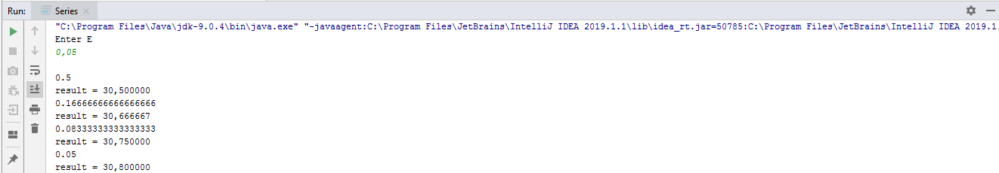 Run: Series
"C:\Program Files\Java\jdk-9.0.4\bin\java.exe" "-javaagent:C:\Program Files\JetBrains\IntelliJ IDEA 2019.1.1\lib\idea_rt.jar=50785:C:\Program Files\JetBrains\IntelliJ IDEA 2019.1.
Enter E
0,05
0.5
result = 30,500000
0.16666666666666666
result = 30,666667
0.08333333333333333
result = 30,750000
0.05
result = 30,800000